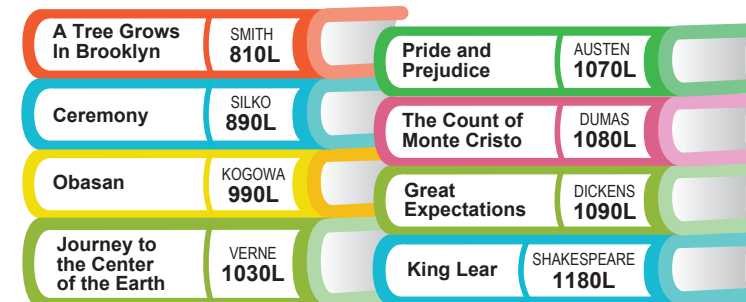 A Tree Grows
In Brooklyn
SMITH
810L
Ceremony
SILKO
890L
Obasan
KOGOWA
990L
Journey to
the Center
of the Earth
VERNE
1030L
Pride and
Prejudice
AUSTEN
1070L
The Count of
Monte Cristo
DUMAS
1080L
Great
Expectations
DICKENS
1090L
King Lear
SHAKESPEARE
1180L